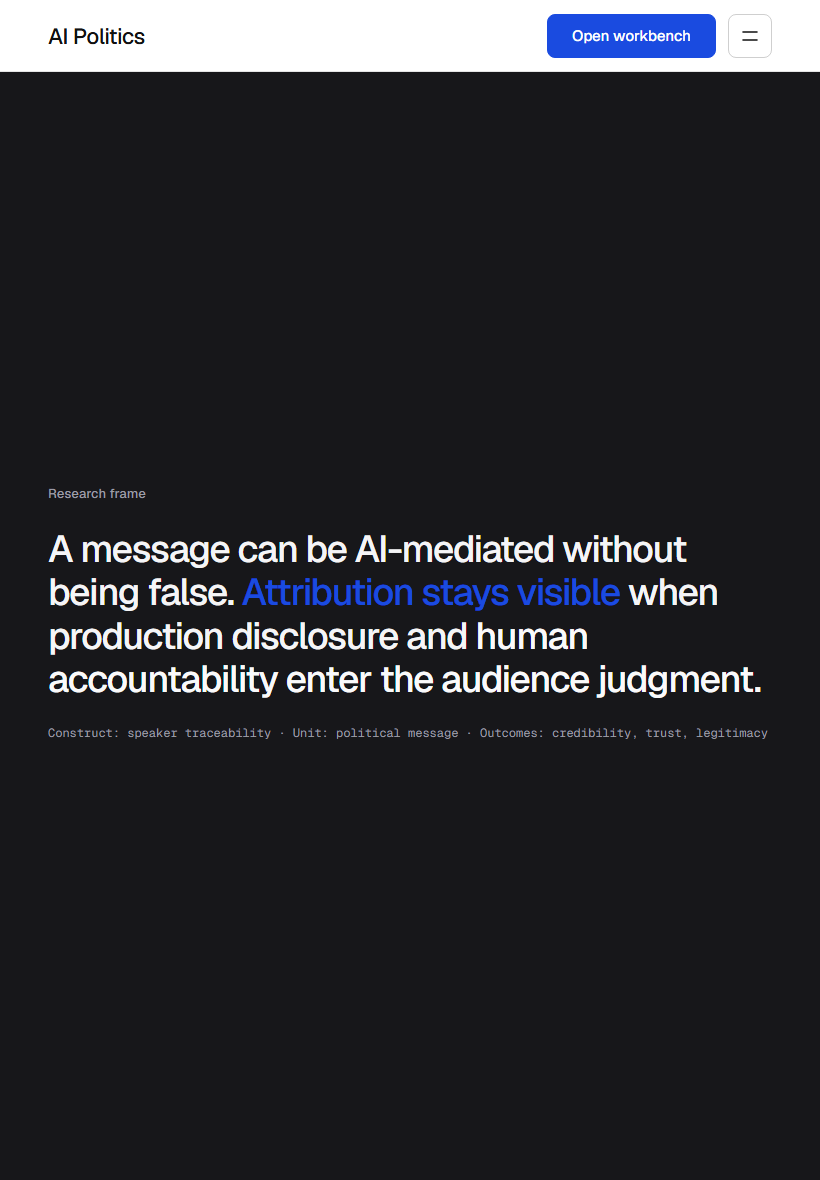 AI Politics
Open workbench
Research frame
A message can be AI-mediated without
being false. Attribution stays visible when
production disclosure and human
accountability enter the audience judgment.
Construct: speaker traceability · Unit: political message · Outcomes: credibility, trust, legitimacy